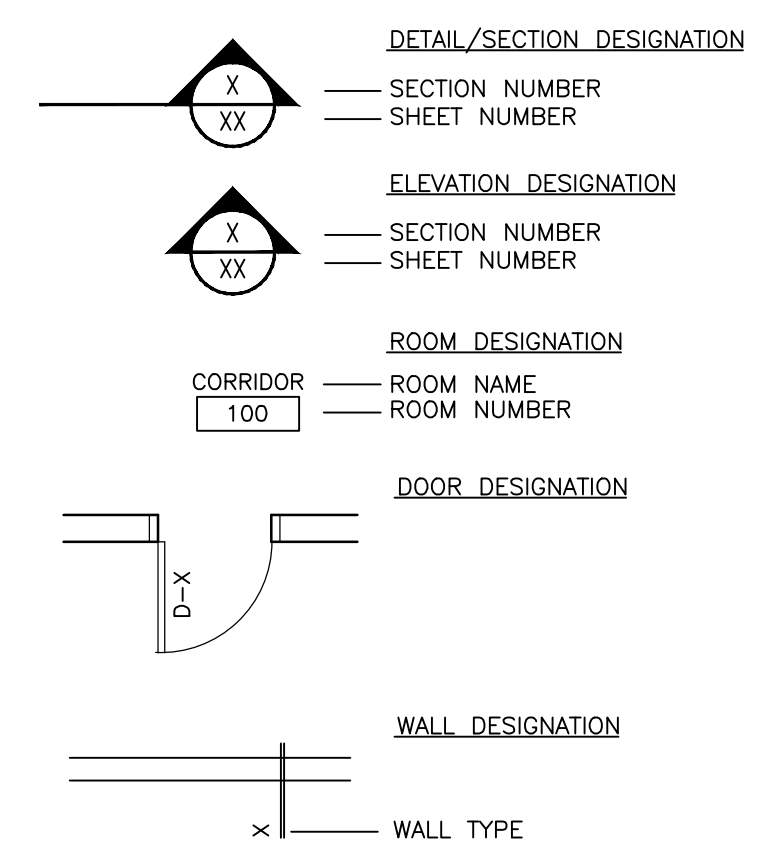 DETAIL/SECTION DESIGNATION
X
SECTION NUMBER
XX
SHEET NUMBER
ELEVATION DESIGNATION
X
SECTION NUMBER
XX
SHEET NUMBER
ROOM DESIGNATION
CORRIDOR
ROOM NAME
100
ROOM NUMBER
DOOR DESIGNATION
D-X
WALL DESIGNATION
X
WALL TYPE